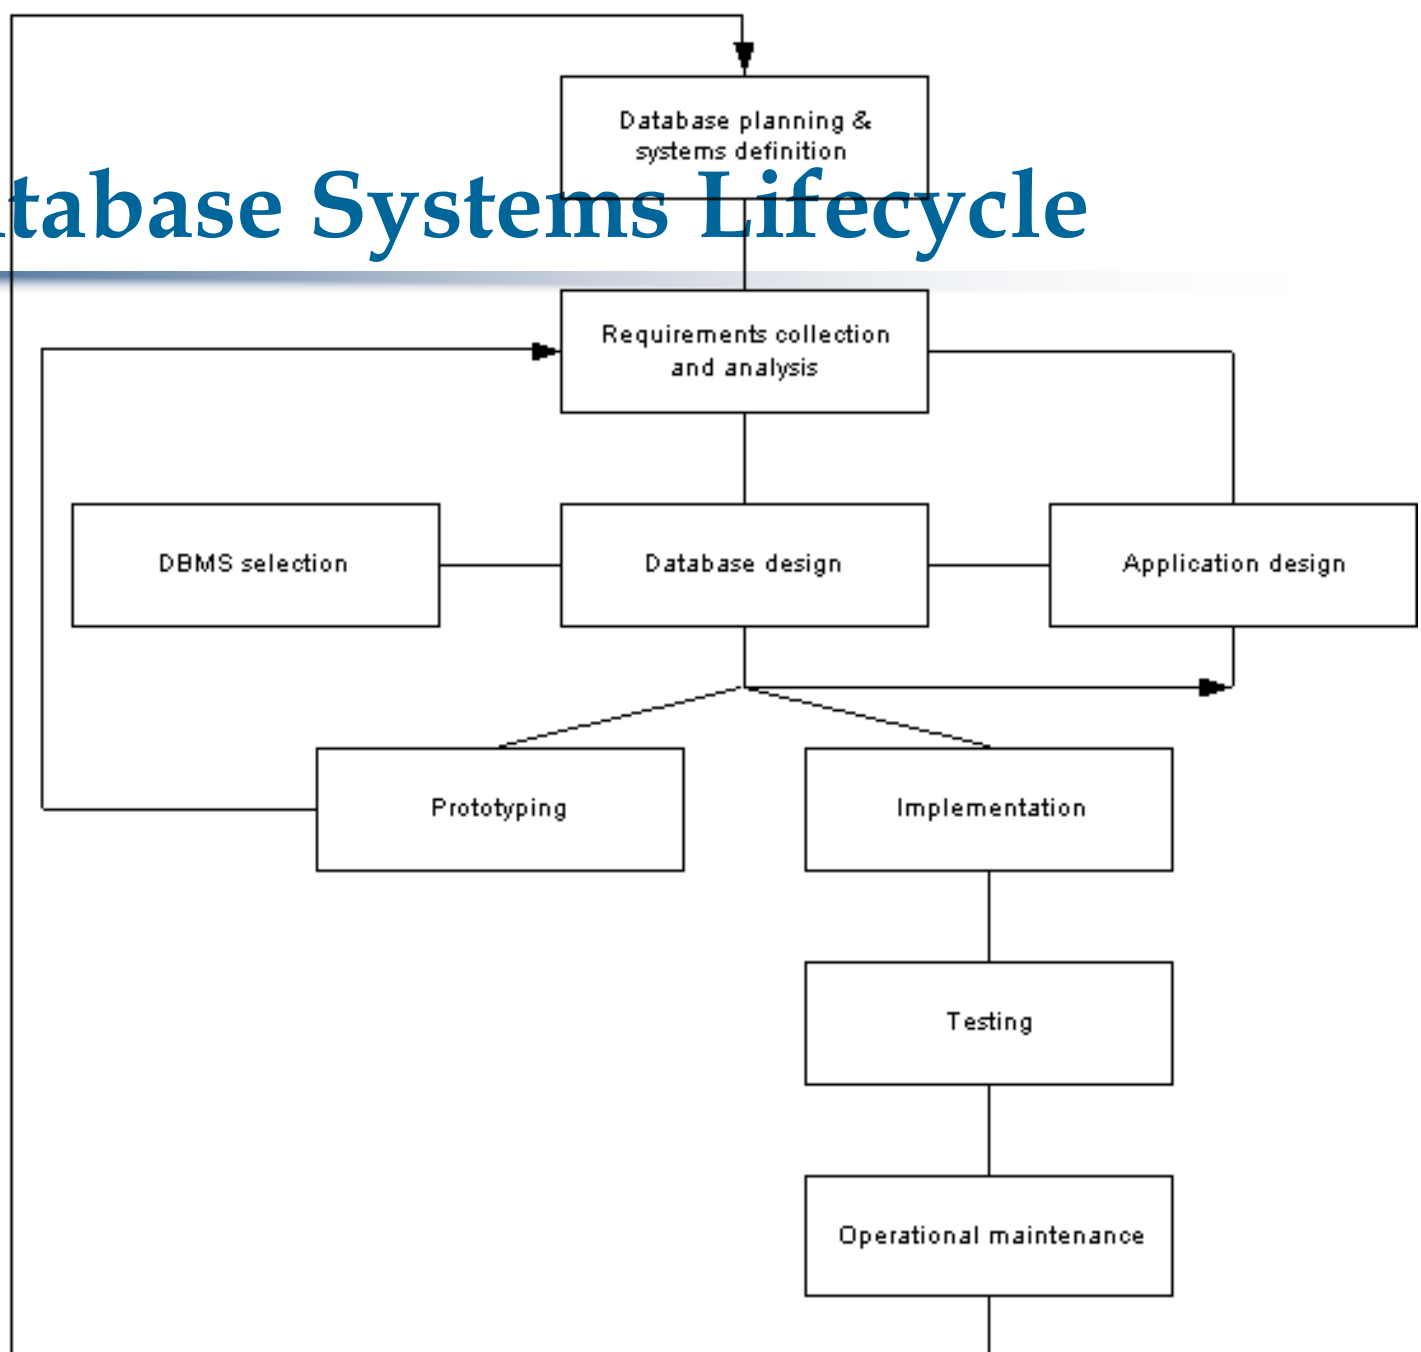 Database planning &
systems definition
tabase Systems Lifecycle
Requirements collection
and analysis
DBMS selection
Database design
Application design
Prototyping
Implementation
Testing
Operational maintenance